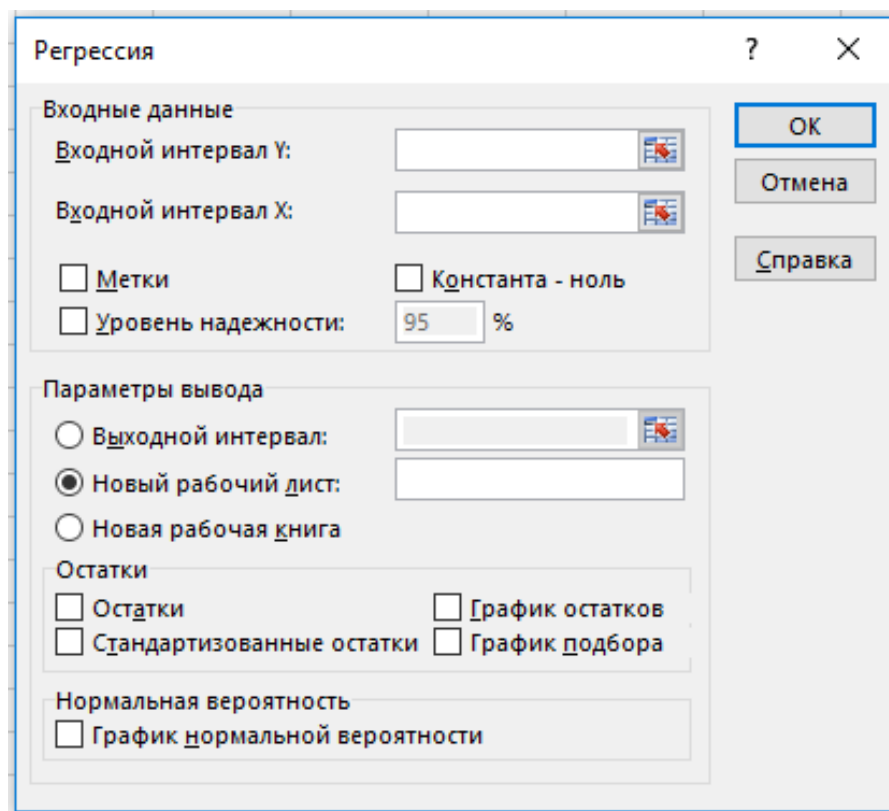 Регрессия ?
Входные данные
Входной интервал Y:
Входной интервал X:
Метки
Константа - ноль
Уровень надежности: 95 %
OK
Отмена
Справка
Параметры вывода
Выходной интервал:
Новый рабочий лист:
Новая рабочая книга
Остатки
Остатки
График остатков
Стандартизованные остатки
График подбора
Нормальная вероятность
График нормальной вероятности